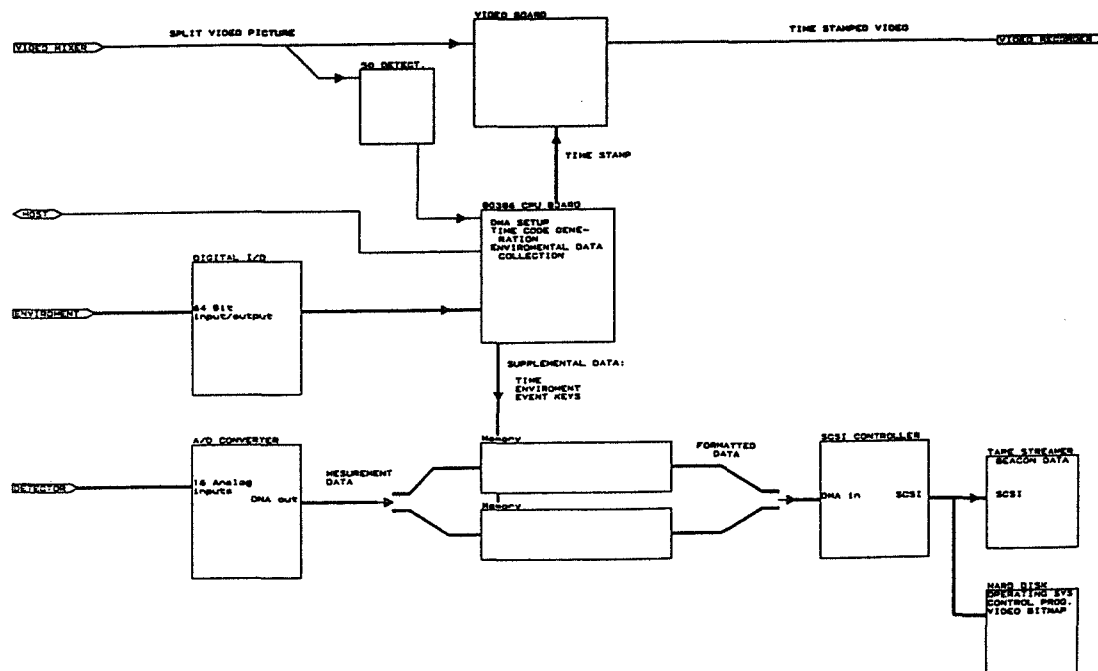 VIDEO BOARD
SPLIT VIDEO PICTURE
TIME STAMPED VIDEO
VIDEO MIXER
VIDEO RECORDER
50 DETECT.
TIME STAMP
HOST
80386 CPU BOARD
DMA SETUP
TIME CODE GENE-
RATION
ENVIROMENTAL DATA
COLLECTION
DIGITAL I/O
64 Bit
input/output
ENVIROMENT
SUPPLEMENTAL DATA:
TIME
ENVIROMENT
EVENT KEYS
A/D CONVERTER
16 Analog
inputs
DMA out
DETECTOR
MESUREMENT
DATA
Memory
Memory
FORMATTED
DATA
SCSI CONTROLLER
DMA in
SCSI
TAPE STREAMER
BEACON DATA
SCSI
HARD DISK
OPERATING SYS
CONTROL PROG.
VIDEO BITMAP